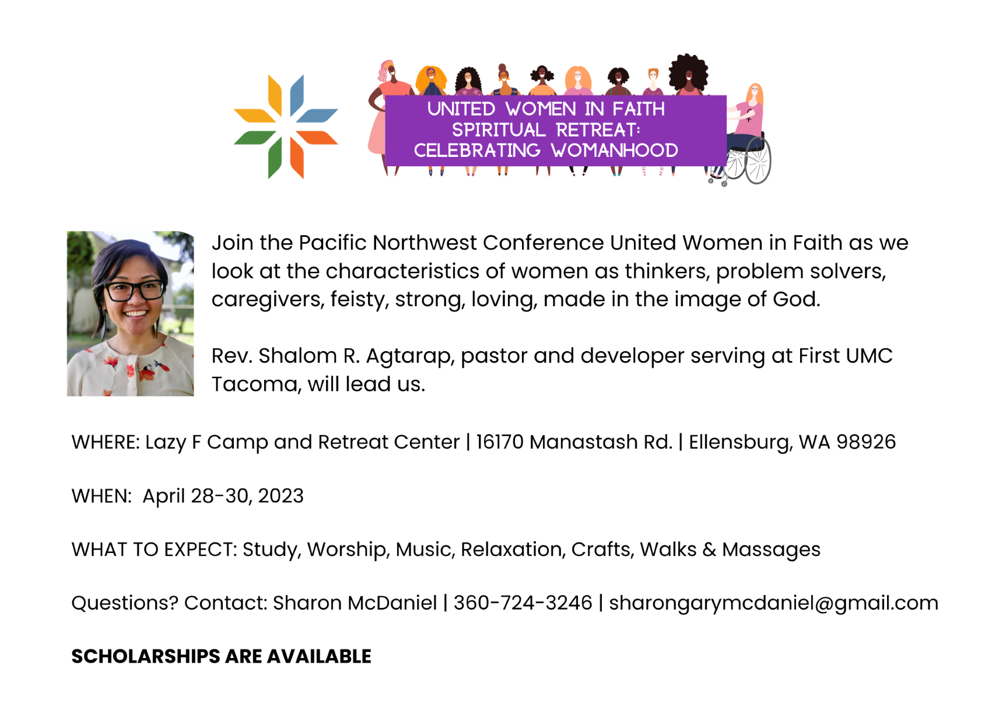 UNITED WOMEN IN FAITH
SPIRITUAL RETREAT:
CELEBRATING WOMANHOOD
Join the Pacific Northwest Conference United Women in Faith as we
look at the characteristics of women as thinkers, problem solvers,
caregivers, feisty, strong, loving, made in the image of God.
Rev. Shalom R. Agtarap, pastor and developer serving at First UMC
Tacoma, will lead us.
WHERE: Lazy F Camp and Retreat Center | 16170 Manastash Rd. | Ellensburg, WA 98926
WHEN:  April 28-30, 2023
WHAT TO EXPECT: Study, Worship, Music, Relaxation, Crafts, Walks & Massages
Questions? Contact: Sharon McDaniel | 360-724-3246 | sharongarymcdaniel@gmail.com
SCHOLARSHIPS ARE AVAILABLE